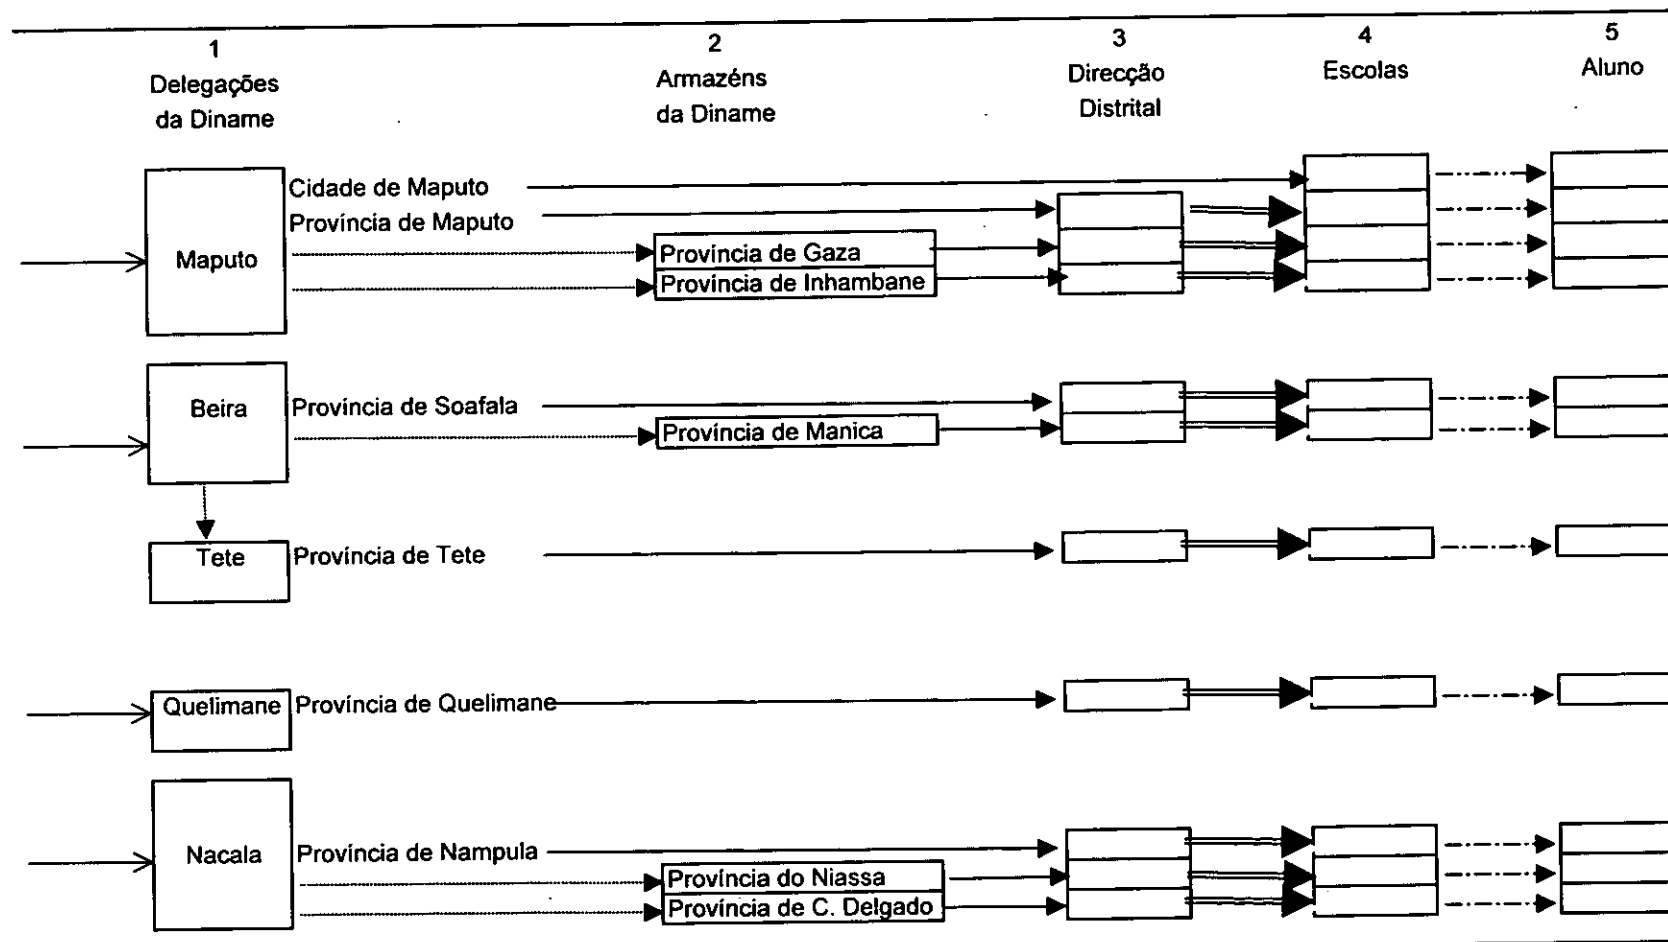 1 2 3 4 5
Delegações Armazéns Direcção Escolas Aluno
da Diname da Diname Distrital
Cidade de Maputo
Província de Maputo
Maputo Província de Gaza
Província de Inhambane
Beira Província de Soafala
Província de Manica
Tete Província de Tete
Quelimane Província de Quelimane
Nacala Província de Nampula
Província do Niassa
Província de C. Delgado